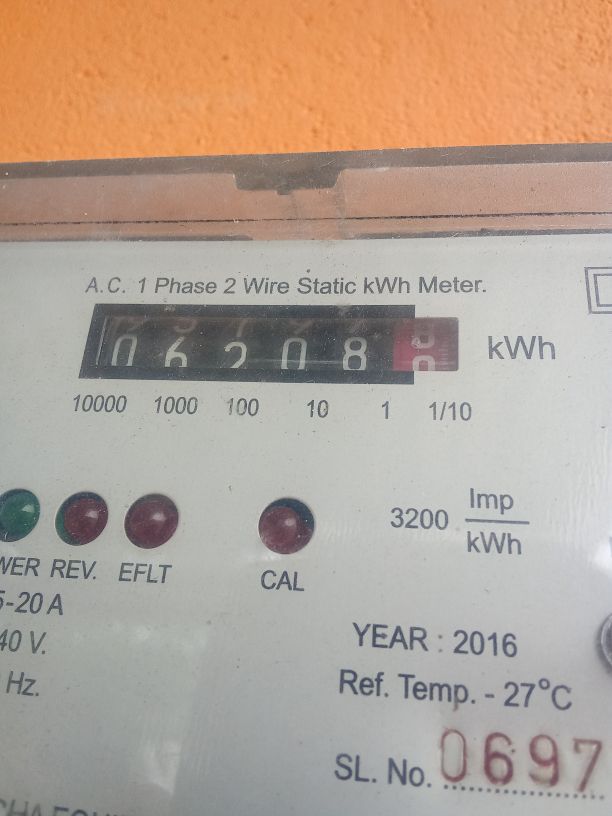 A.C. 1 Phase 2 Wire Static kWh Meter.
06208 kWh
10000 1000 100 10 1 1/10
3200 Imp
kWh
WER REV. EFLT CAL
5-20 A
40 V.
Hz.
YEAR : 2016
Ref. Temp. - 27°C
SL. No. 0697